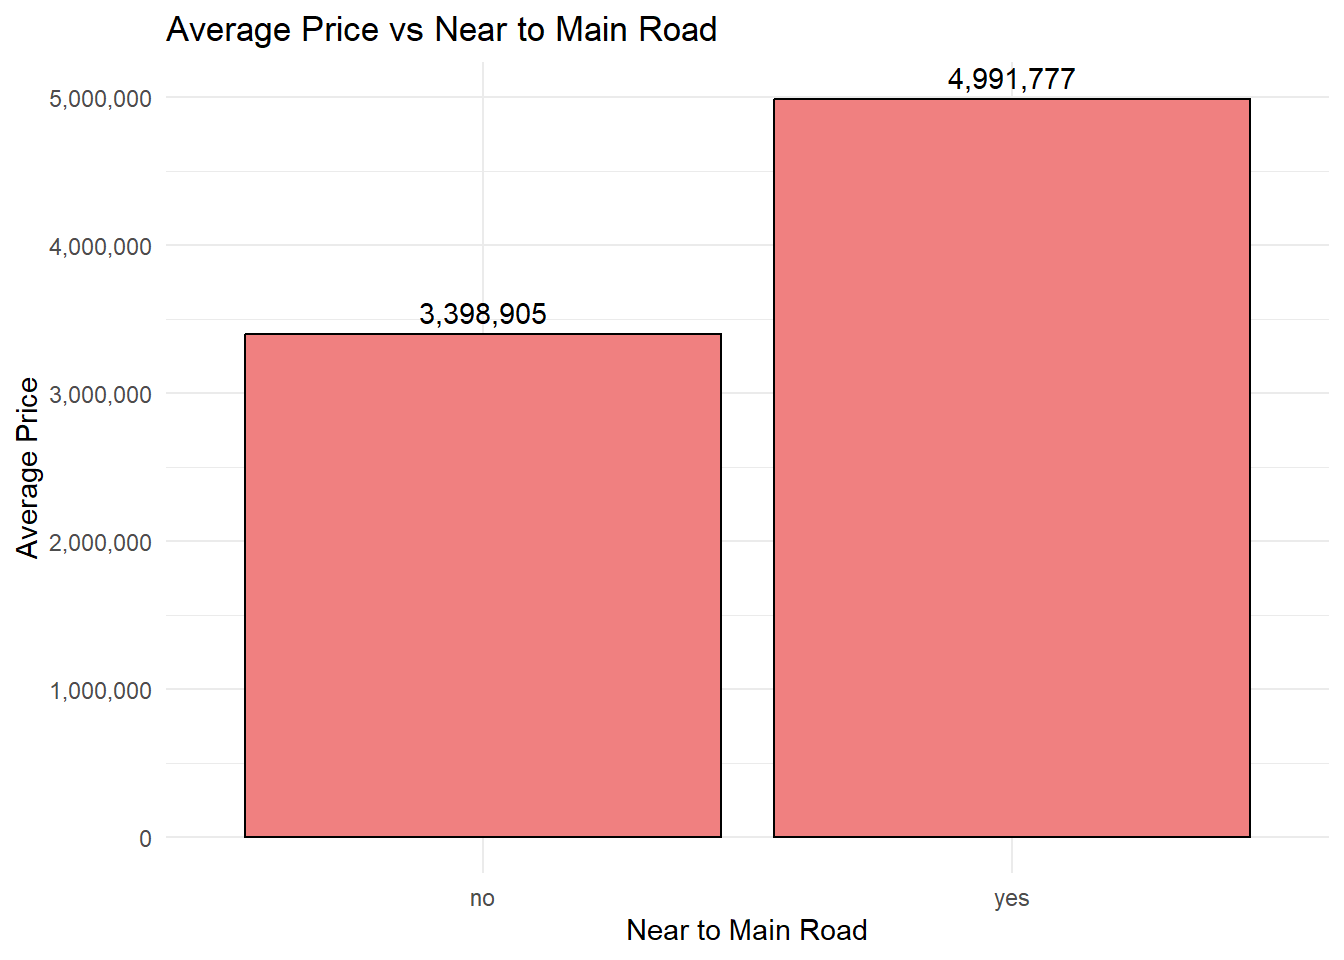 Average Price vs Near to Main Road
4,991,777
5,000,000
4,000,000
3,398,905
3,000,000
2,000,000
1,000,000
0
Average Price
no
yes
Near to Main Road